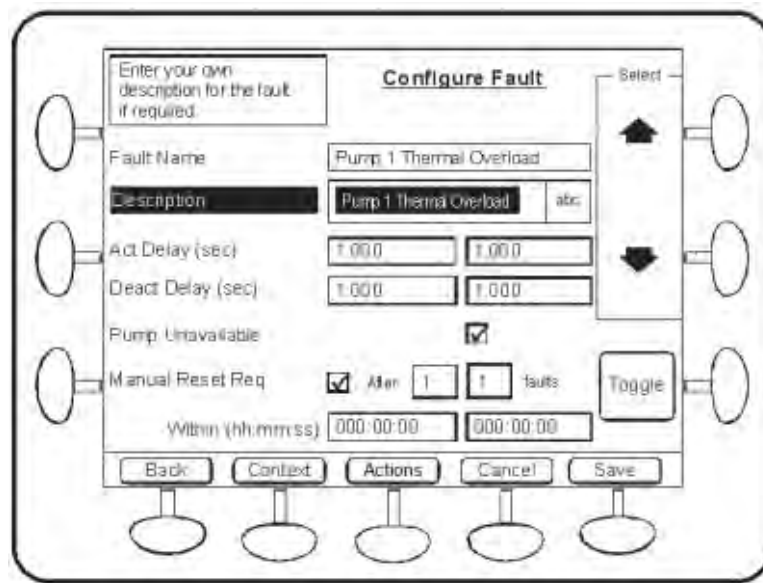 Enter your own
description for the fault
if required.
Configure Fault
Select
Fault Name Pump 1 Thermal Overload
Description Pump 1 Thermal Overload abc
Act Delay (sec) 1.000 1.000
Deact Delay (sec) 1.000 1.000
Pump Unavailable
Manual Reset Req After 1 1 faults
Toggle
Within (hh:mm:ss) 000:00:00 000:00:00
Back Context Actions Cancel Save